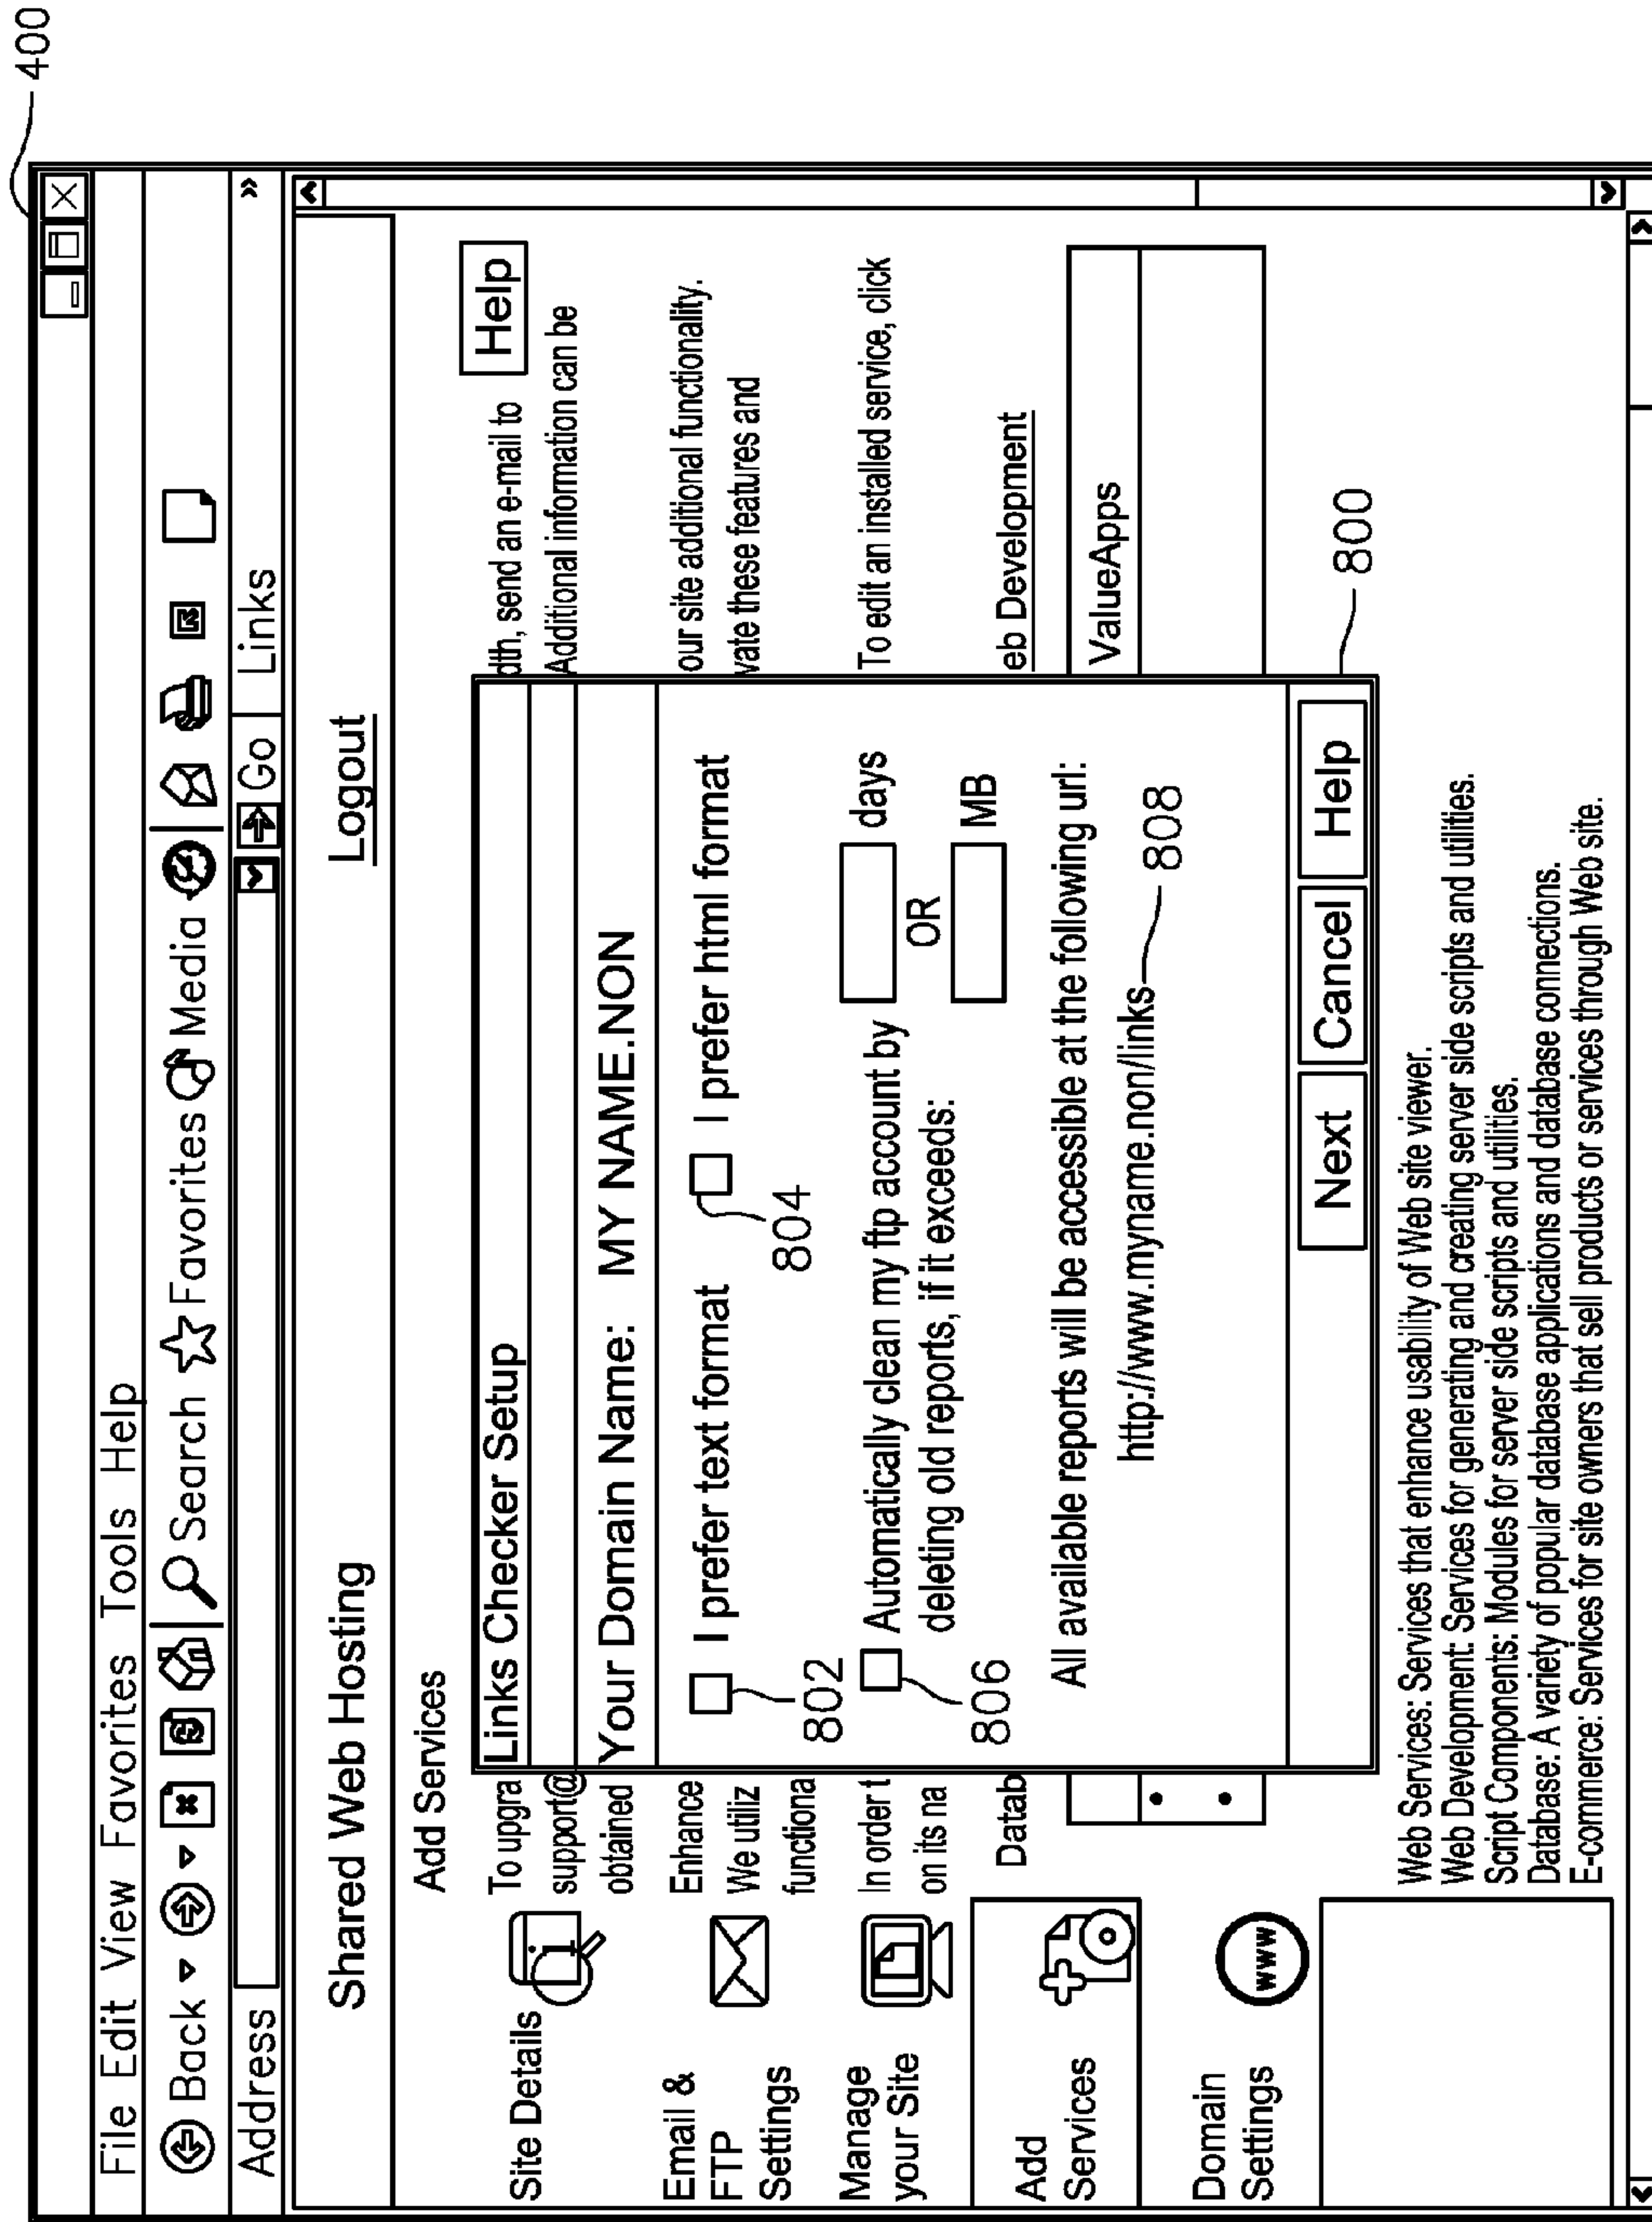 400
File Edit View Favorites Tools Help
Back Search Favorites Media
Address Go Links
Shared Web Hosting Logout
Add Services
Help
To upgra dth, send an e-mail to
support@ Additional information can be
obtained
Enhance our site additional functionality.
We utiliz vate these features and
functiona
In order t To edit an installed service, click
on its na
Datab eb Development
ValueApps
Site Details
Email &
FTP
Settings
Manage
your Site
Add
Services
Domain
Settings
www
Links Checker Setup
Your Domain Name: MY NAME.NON
I prefer text format I prefer html format
802 804
Automatically clean my ftp account by days
deleting old reports, if it exceeds: OR
MB
806
All available reports will be accessible at the following url:
http://www.myname.non/links 808
Next Cancel Help
800
Web Services: Services that enhance usability of Web site viewer.
Web Development: Services for generating and creating server side scripts and utilities.
Script Components: Modules for server side scripts and utilities.
Database: A variety of popular database applications and database connections.
E-commerce: Services for site owners that sell products or services through Web site.